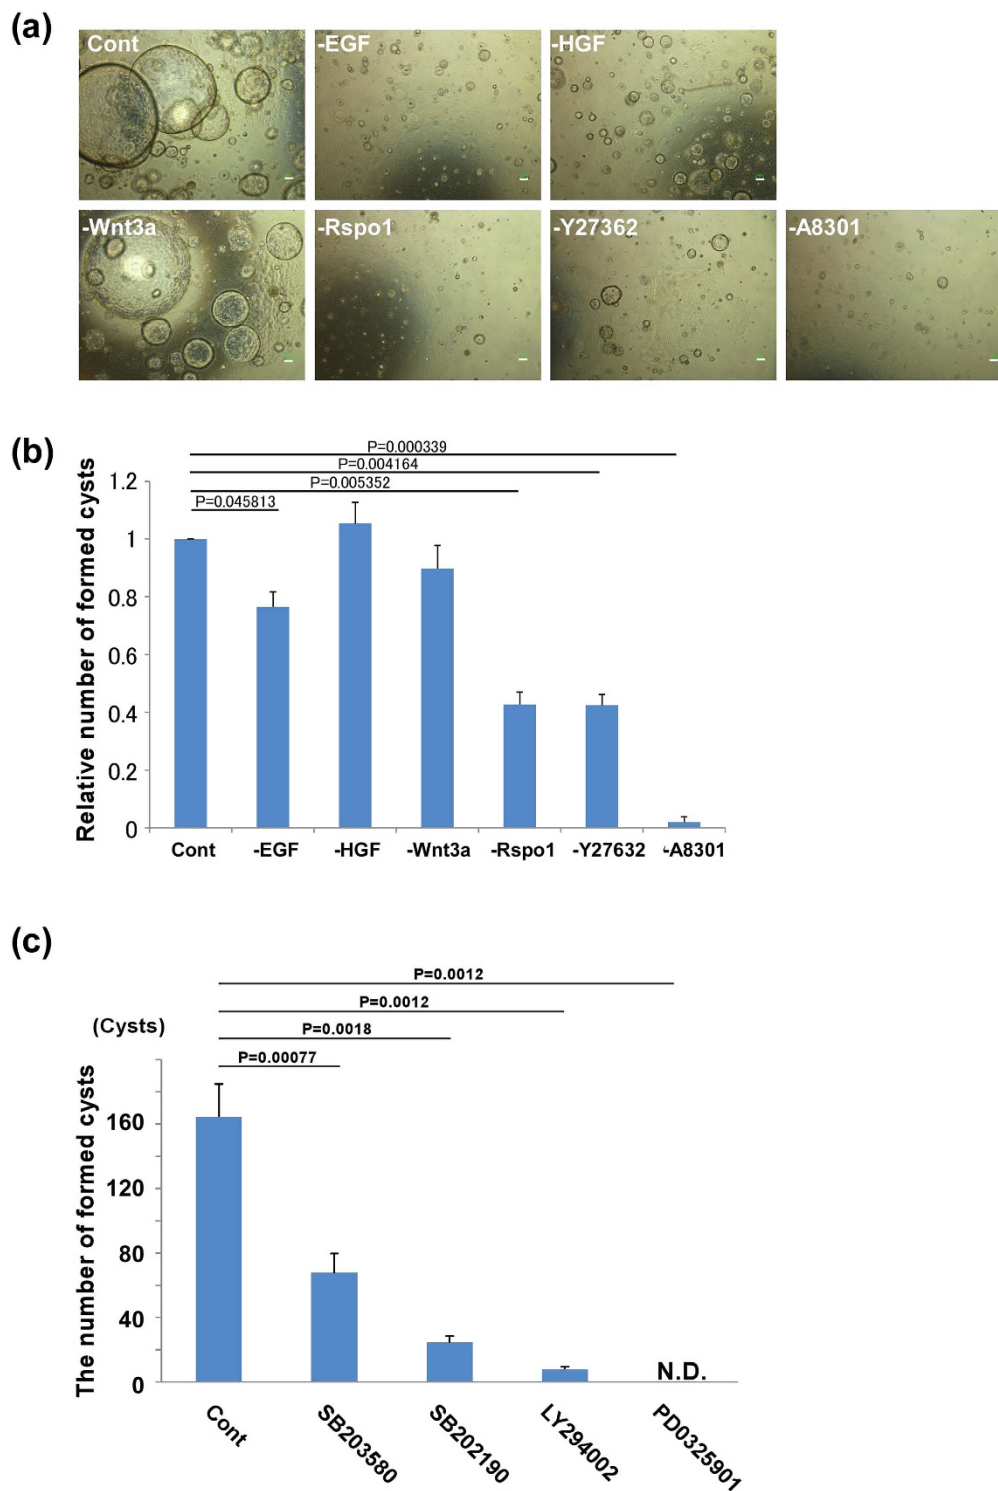 (a)
Cont
-EGF
-HGF
-Wnt3a
-Rspo1
-Y27362
-A8301
(b)
P=0.000339
P=0.004164
P=0.005352
P=0.045813
Relative number of formed cysts
1.2
1
0.8
0.6
0.4
0.2
0
Cont -EGF -HGF -Wnt3a -Rspo1 -Y27632 -A8301
(c)
P=0.0012
P=0.0012
P=0.0018
P=0.00077
(Cysts)
The number of formed cysts
160
120
80
40
0
N.D.
Cont
SB203580
SB202190
LY294002
PD0325901